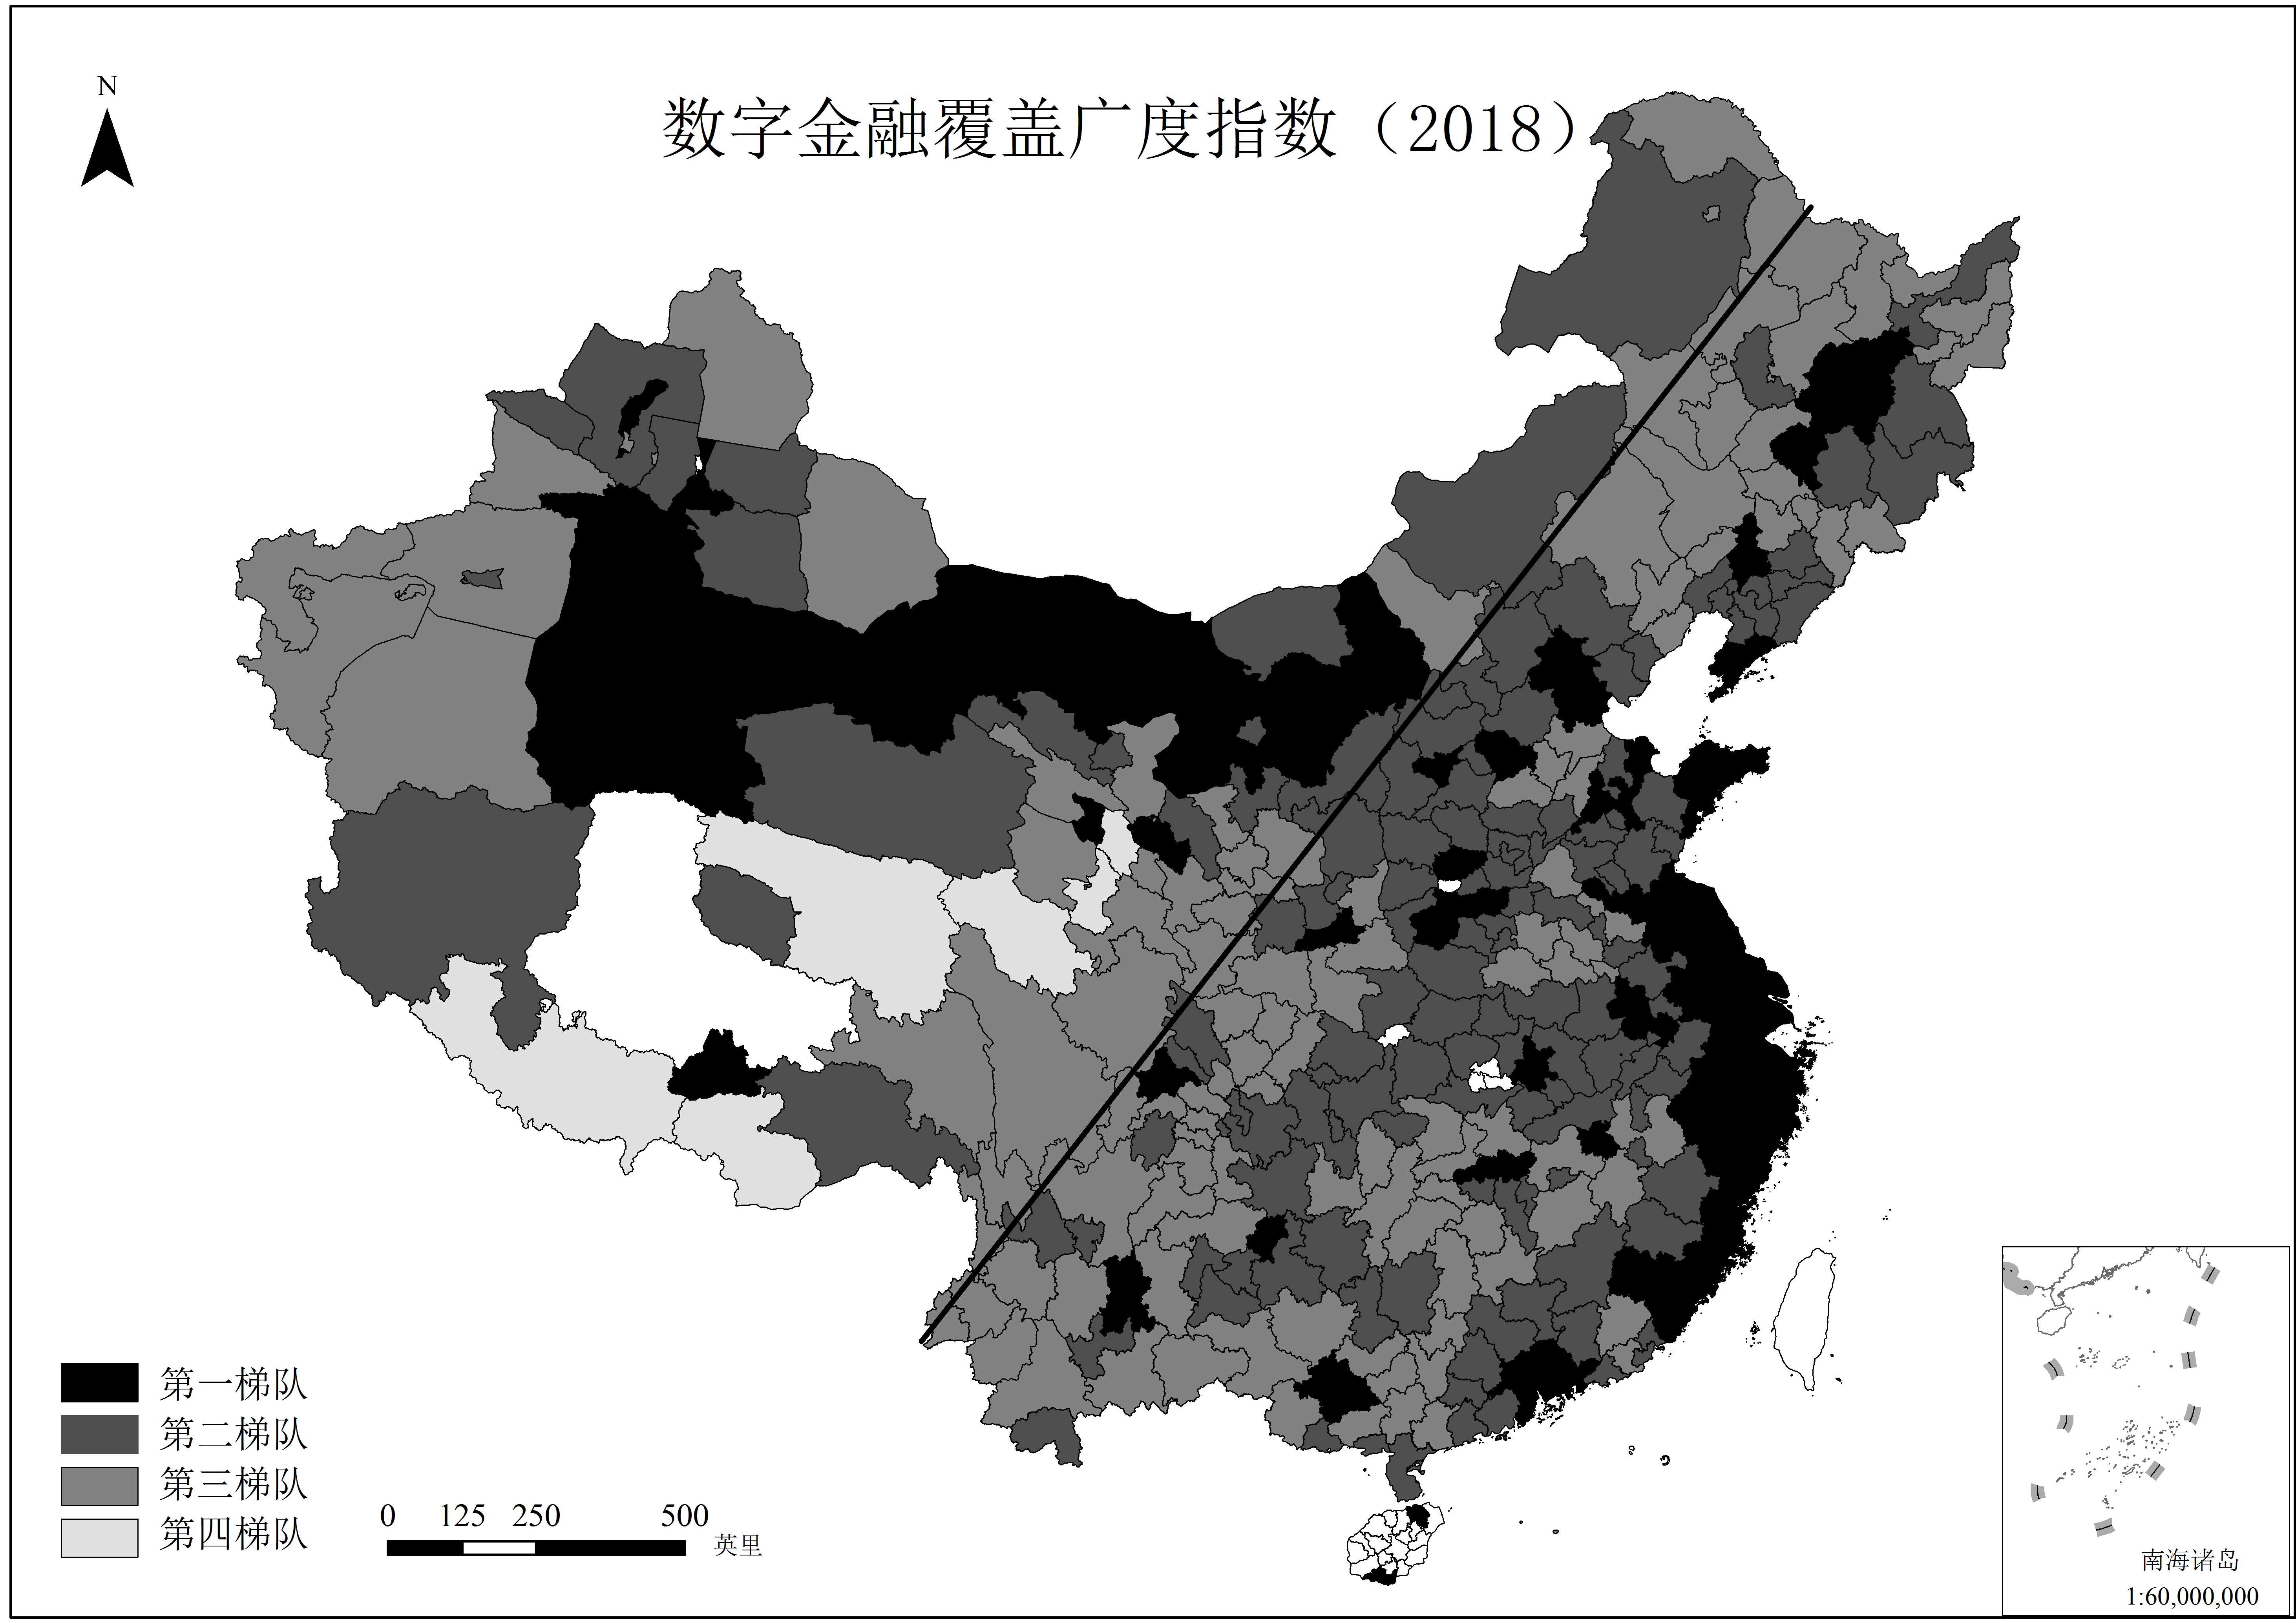 N
数字金融覆盖广度指数（2018）
第一梯队
第二梯队
第三梯队
第四梯队
0 125 250 500
英里
南海诸岛
1:60,000,000